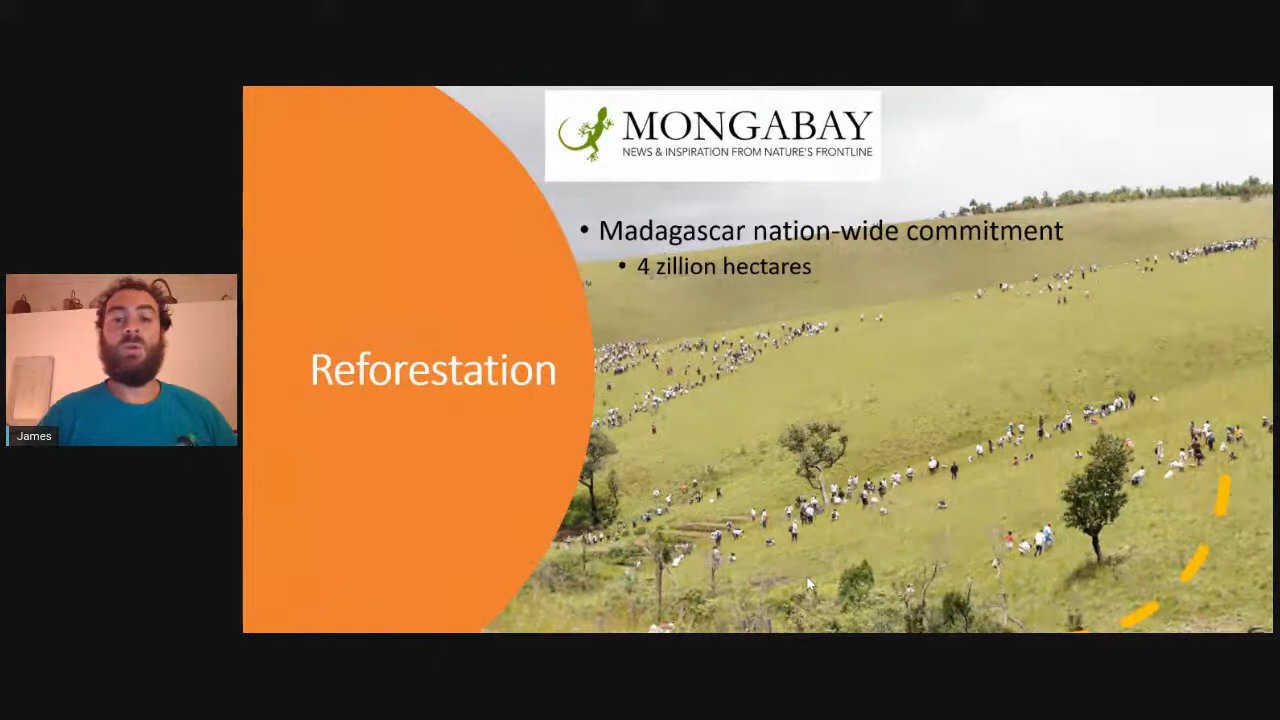 MONGABAY
NEWS & INSPIRATION FROM NATURE'S FRONTLINE
• Madagascar nation-wide commitment
• 4 zillion hectares
Reforestation
James